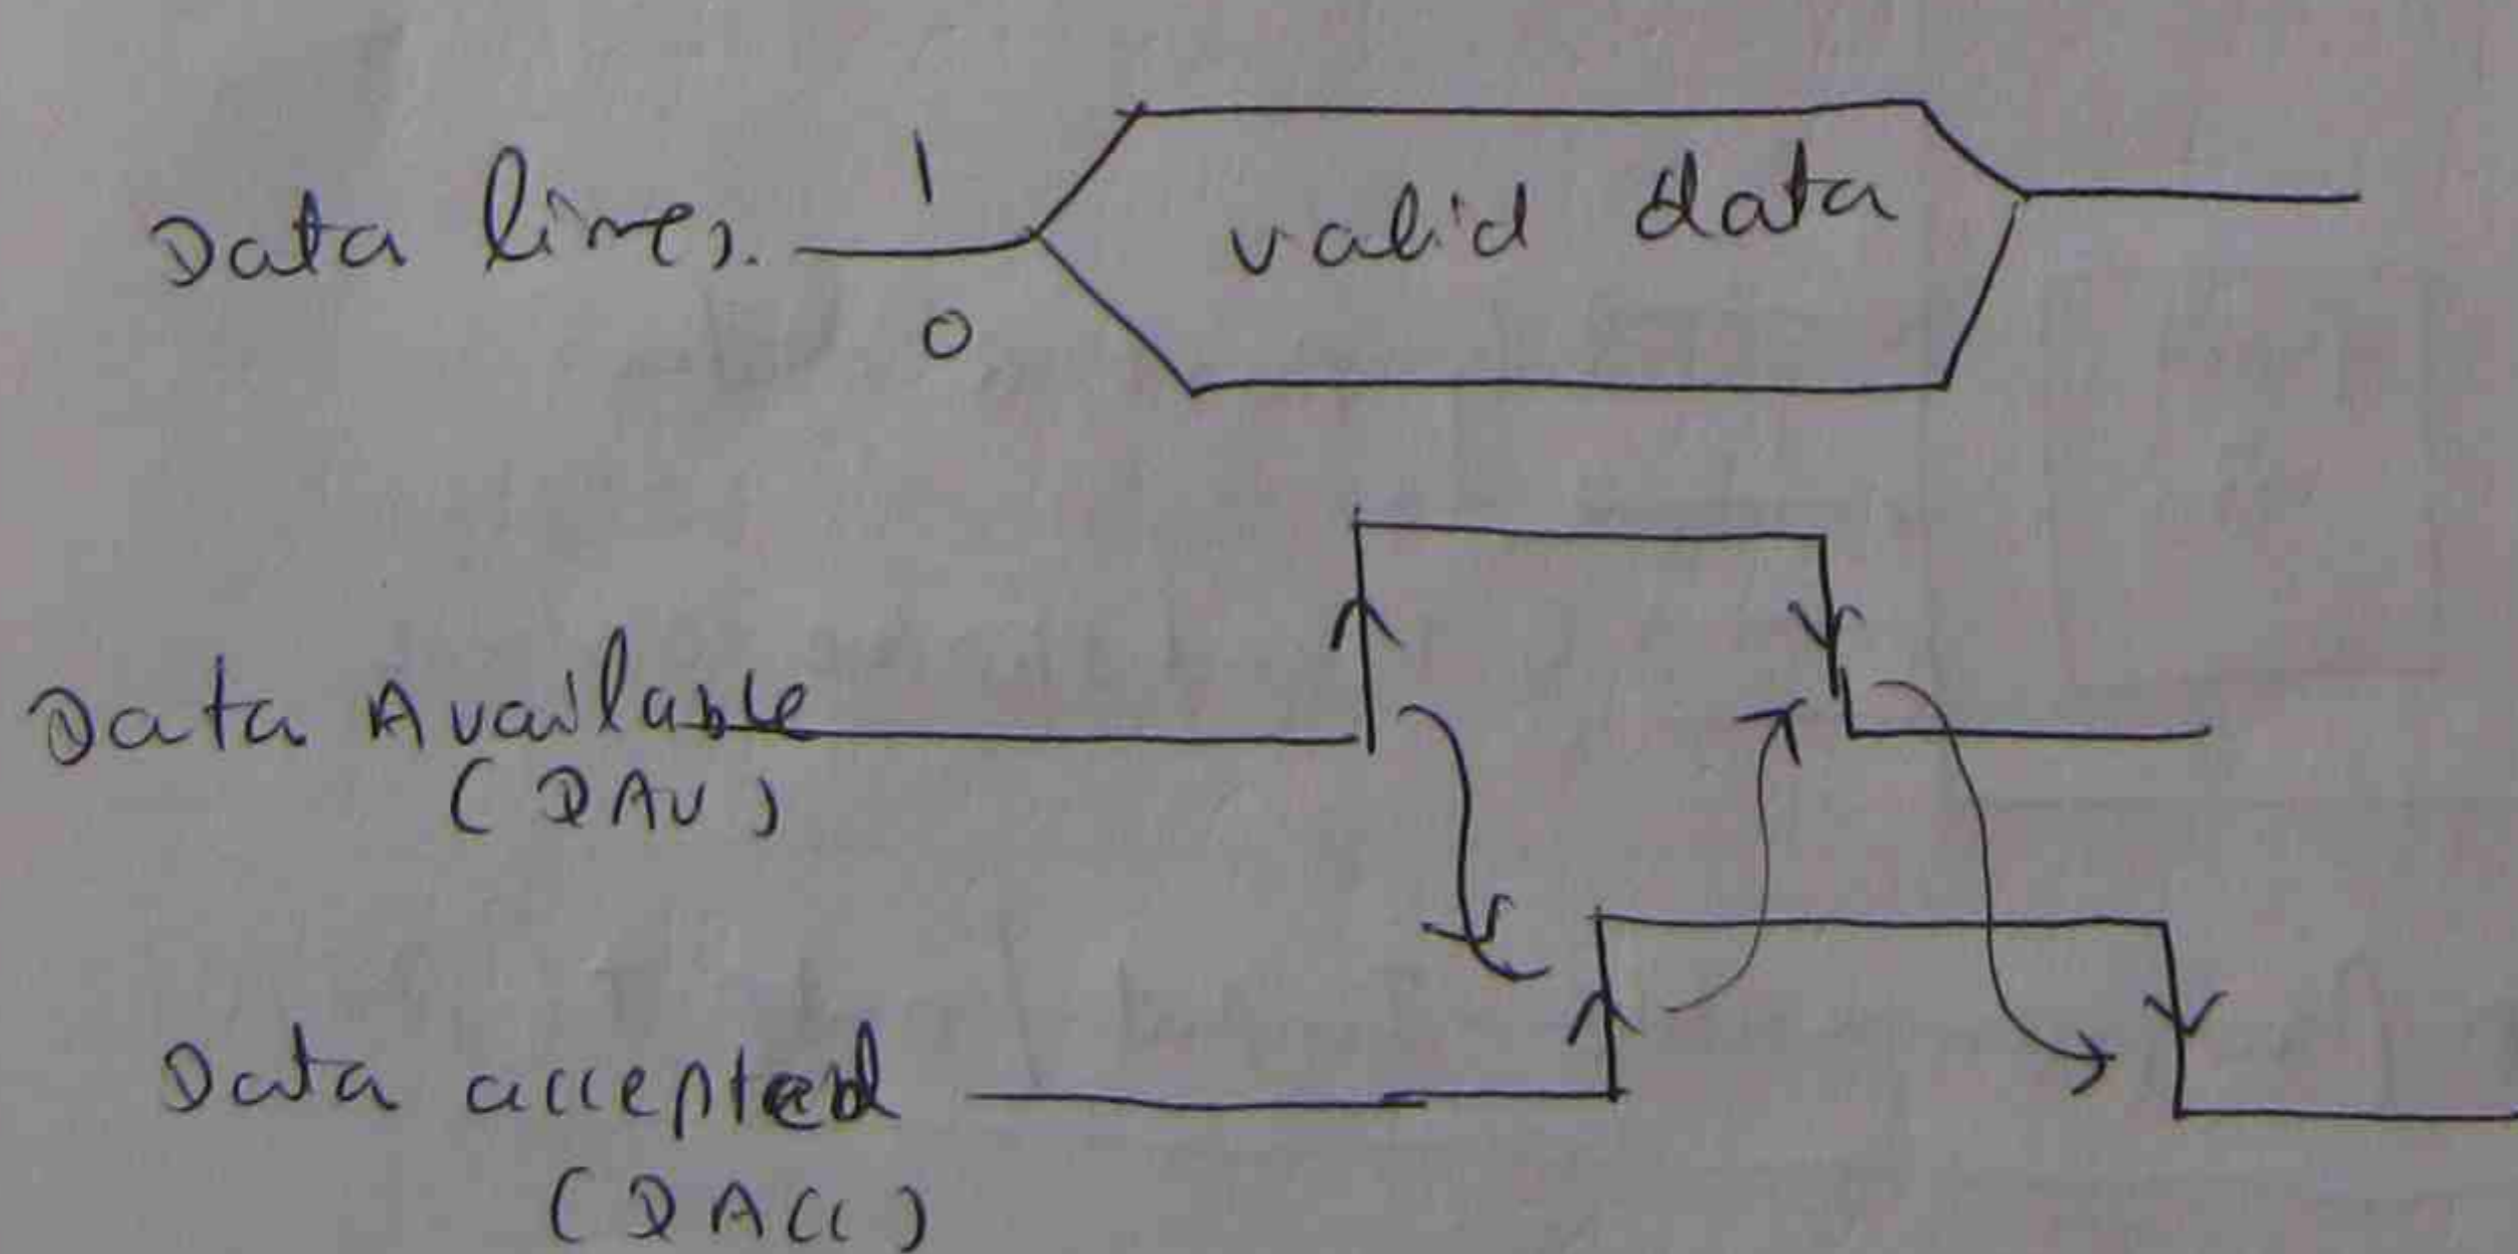 1
Data lines. valid data
0
Data Available
(DAV)
Data accepted
(DACC)